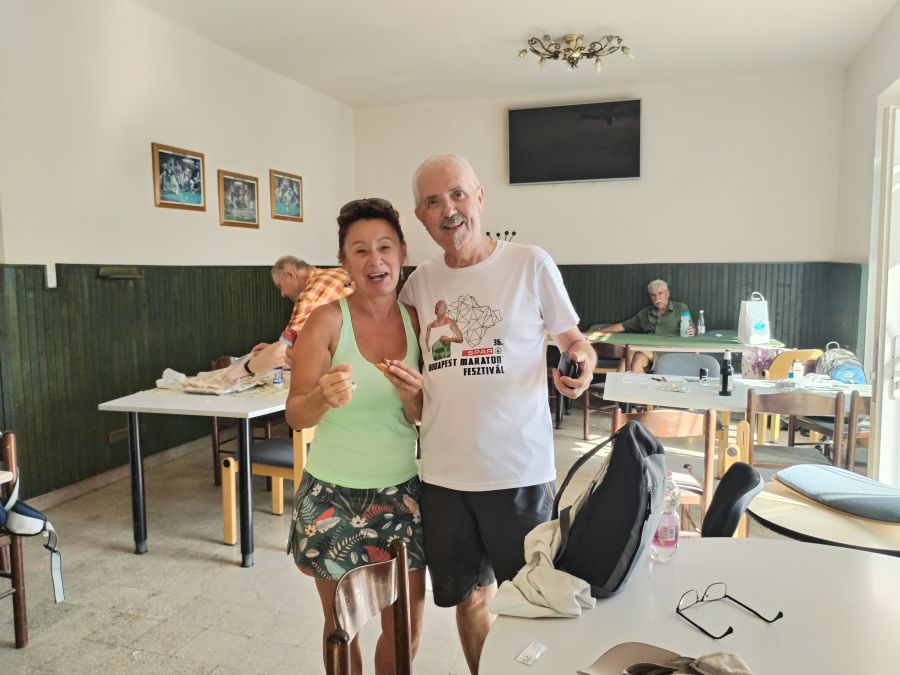 36.
SPAR
BUDAPEST MARATON
FESZTIVÁL